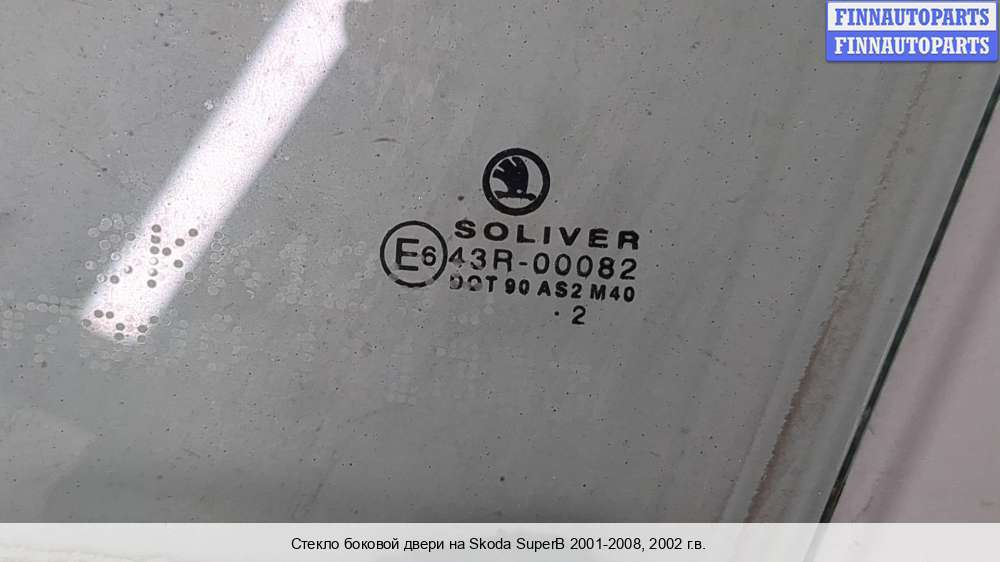 FINNAUTOPARTS
FINNAUTOPARTS
SOLIVER
E6 43R-00082
DOT 90 AS2 M40
· 2
Стекло боковой двери на Skoda SuperB 2001-2008, 2002 г.в.